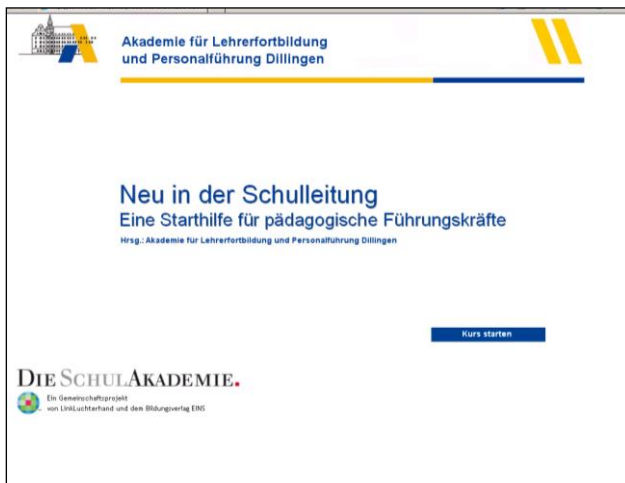 Akademie für Lehrerfortbildung
und Personalführung Dillingen
Neu in der Schulleitung
Eine Starthilfe für pädagogische Führungskräfte
Hrsg.: Akademie für Lehrerfortbildung und Personalführung Dillingen
Kurs starten
DIE SCHULAKADEMIE.
Ein Gemeinschaftsprojekt
von LinkLuchterhand und dem Bildungsverlag EINS